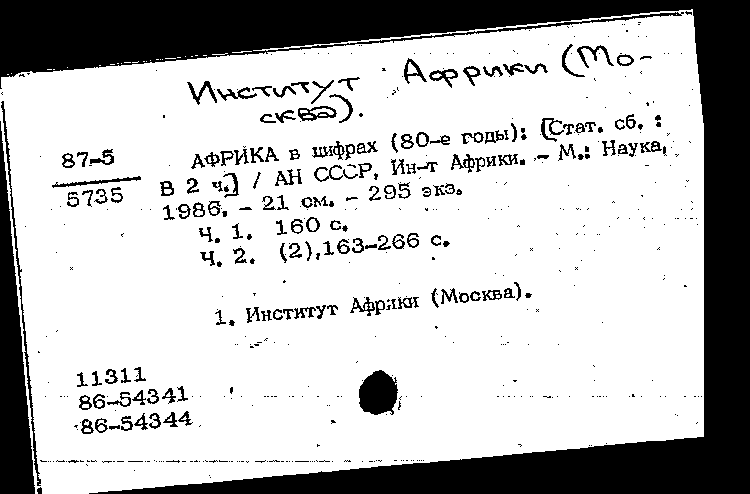 Институт Африки (Мо-
сква).
87-5
5735
АФРИКА в цифрах (80-е годы): [Стат. сб. :
В 2 ч.] / АН СССР, Ин-т Африки. - М.: Наука,
1986. - 21 см. - 295 экз.
Ч. 1. 160 с.
Ч. 2. (2),163-266 с.
1. Институт Африки (Москва).
11311
86-54341
86-54344